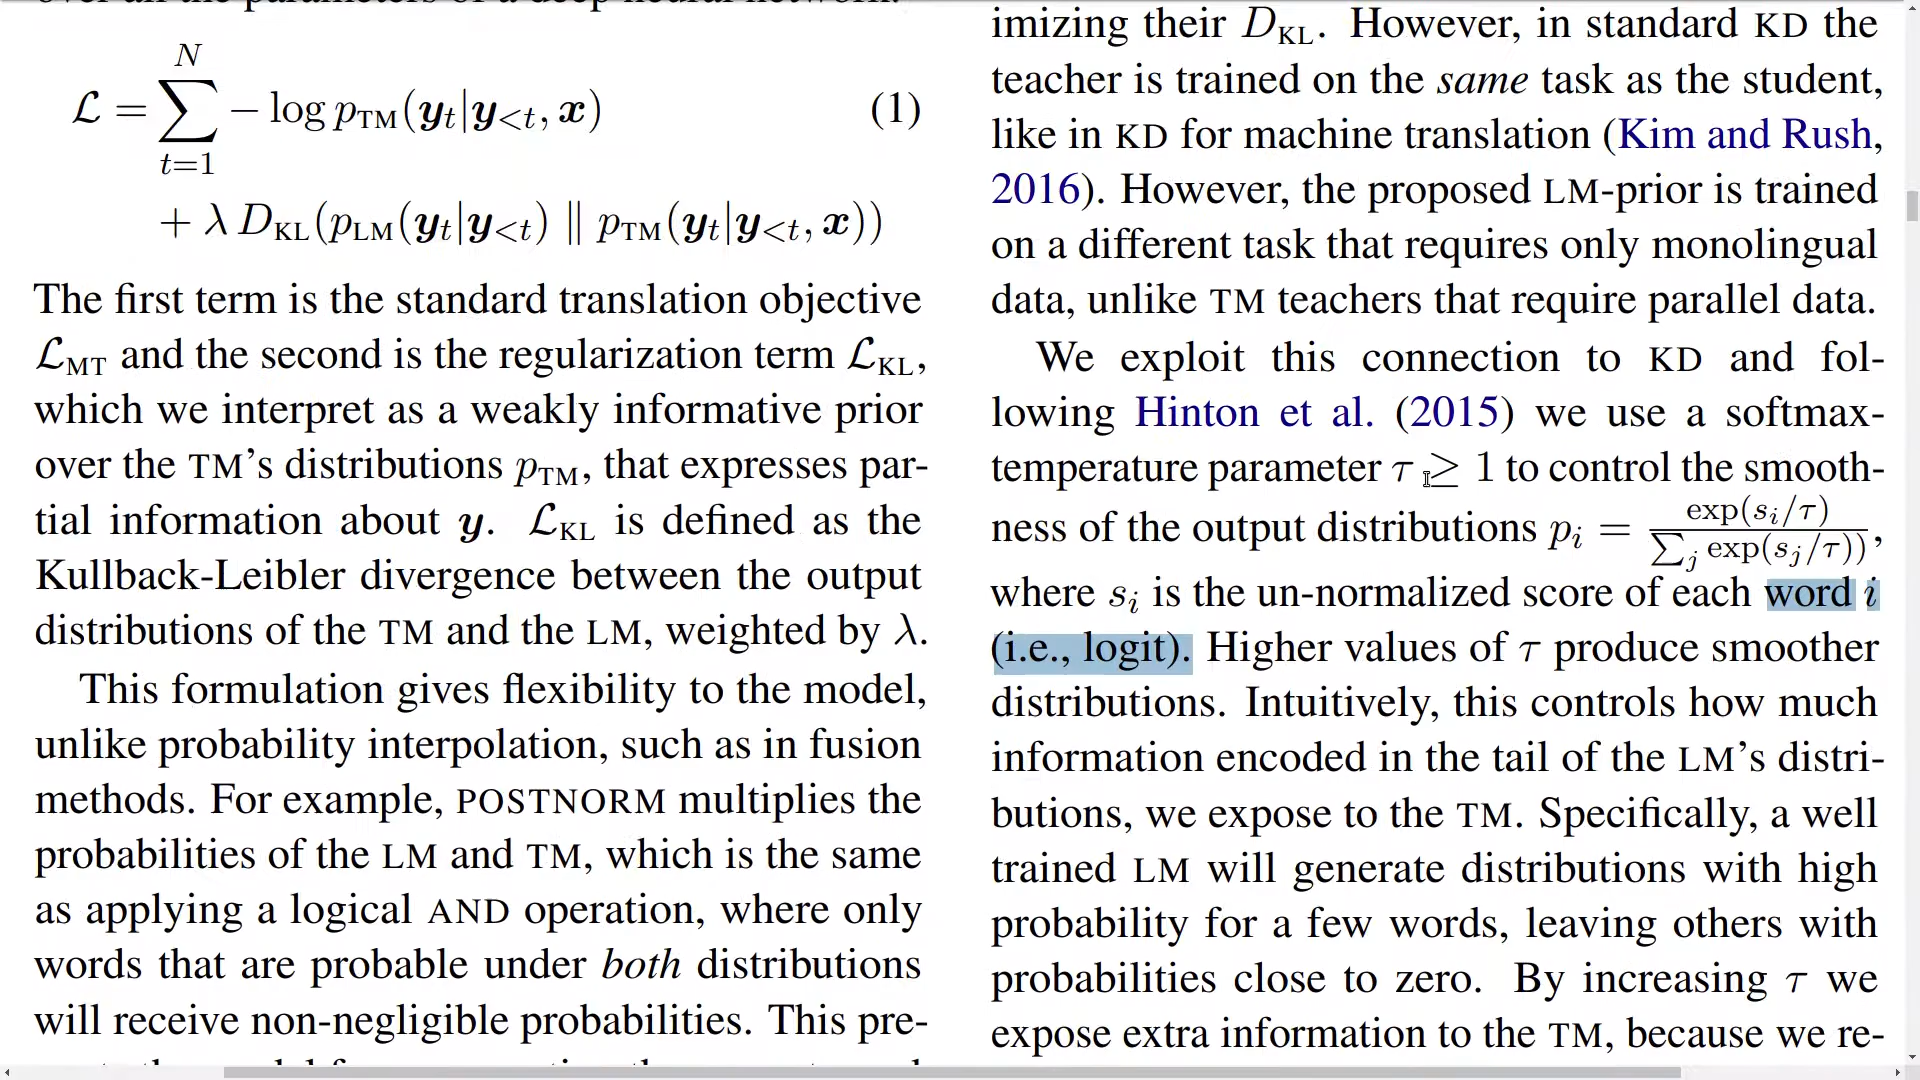 over all the parameters of a deep neural network.
N
ℒ = ∑ − log p_TM(y_t|y_<t, x) (1)
t=1
+ λ D_KL(p_LM(y_t|y_<t) ∥ p_TM(y_t|y_<t, x))
The first term is the standard translation objective
ℒ_MT and the second is the regularization term ℒ_KL,
which we interpret as a weakly informative prior
over the TM's distributions p_TM, that expresses par-
tial information about y. ℒ_KL is defined as the
Kullback-Leibler divergence between the output
distributions of the TM and the LM, weighted by λ.
This formulation gives flexibility to the model,
unlike probability interpolation, such as in fusion
methods. For example, POSTNORM multiplies the
probabilities of the LM and TM, which is the same
as applying a logical AND operation, where only
words that are probable under both distributions
will receive non-negligible probabilities. This pre-
imizing their D_KL. However, in standard KD the
teacher is trained on the same task as the student,
like in KD for machine translation (Kim and Rush,
2016). However, the proposed LM-prior is trained
on a different task that requires only monolingual
data, unlike TM teachers that require parallel data.
We exploit this connection to KD and fol-
lowing Hinton et al. (2015) we use a softmax-
temperature parameter τ ≥ 1 to control the smooth-
ness of the output distributions p_i = exp(s_i/τ) / ∑_j exp(s_j/τ)),
where s_i is the un-normalized score of each word i
(i.e., logit). Higher values of τ produce smoother
distributions. Intuitively, this controls how much
information encoded in the tail of the LM's distri-
butions, we expose to the TM. Specifically, a well
trained LM will generate distributions with high
probability for a few words, leaving others with
probabilities close to zero. By increasing τ we
expose extra information to the TM, because we re-